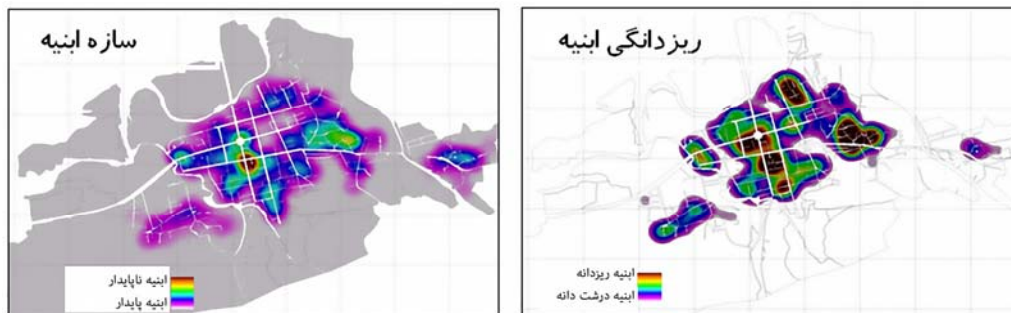 سازه ابنیه
ابنیه ناپایدار
ابنیه پایدار
ریزدانگی ابنیه
ابنیه ریزدانه
ابنیه درشت دانه